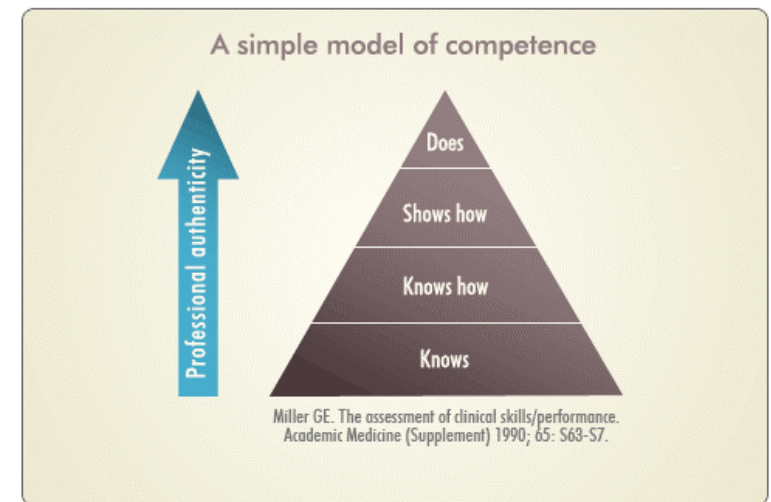 A simple model of competence
Professional authenticity
Does
Shows how
Knows how
Knows
Miller GE. The assessment of clinical skills/performance.
Academic Medicine (Supplement) 1990; 65: S63-S7.